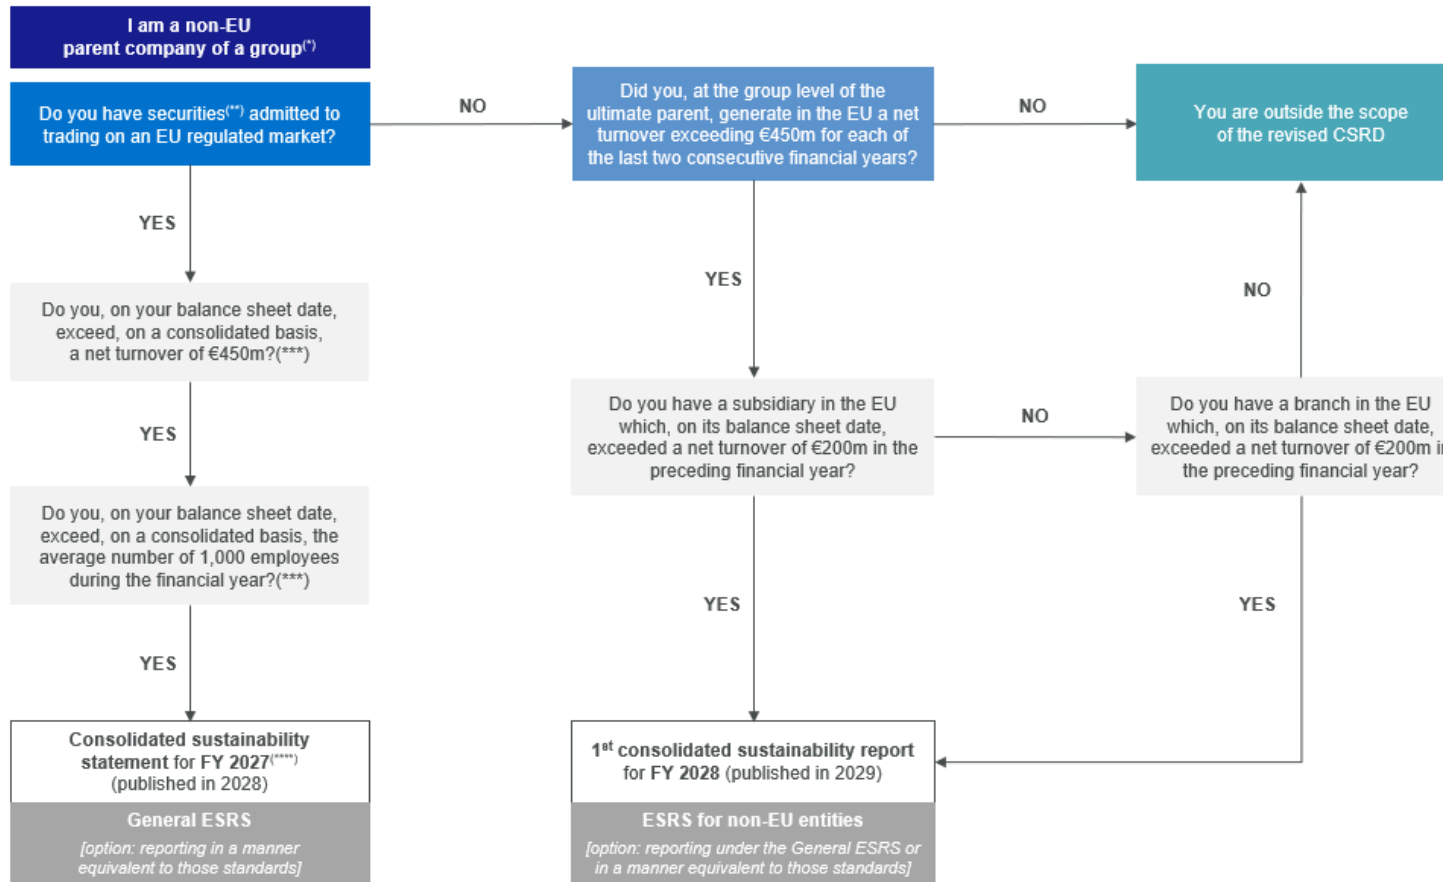 I am a non-EU
parent company of a group(*)
Do you have securities(**) admitted to
trading on an EU regulated market?
NO
Did you, at the group level of the
ultimate parent, generate in the EU a net
turnover exceeding €450m for each of
the last two consecutive financial years?
NO
You are outside the scope
of the revised CSRD
YES
YES
NO
Do you, on your balance sheet date,
exceed, on a consolidated basis,
a net turnover of €450m?(***)
YES
Do you have a subsidiary in the EU
which, on its balance sheet date,
exceeded a net turnover of €200m in the
preceding financial year?
NO
Do you have a branch in the EU
which, on its balance sheet date,
exceeded a net turnover of €200m in
the preceding financial year?
Do you, on your balance sheet date,
exceed, on a consolidated basis, the
average number of 1,000 employees
during the financial year?(***)
YES
YES
YES
Consolidated sustainability
statement for FY 2027(****)
(published in 2028)
General ESRS
[option: reporting in a manner
equivalent to those standards]
1st consolidated sustainability report
for FY 2028 (published in 2029)
ESRS for non-EU entities
[option: reporting under the General ESRS or
in a manner equivalent to those standards]